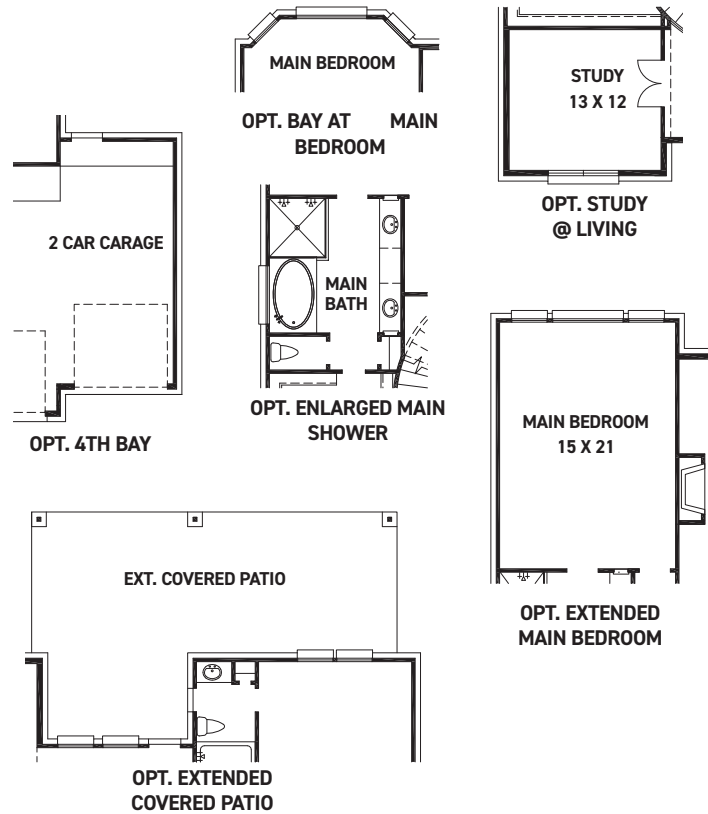 MAIN BEDROOM
OPT. BAY AT MAIN
BEDROOM
STUDY
13 X 12
OPT. STUDY
@ LIVING
2 CAR CARAGE
OPT. 4TH BAY
MAIN
BATH
OPT. ENLARGED MAIN
SHOWER
MAIN BEDROOM
15 X 21
OPT. EXTENDED
MAIN BEDROOM
EXT. COVERED PATIO
OPT. EXTENDED
COVERED PATIO